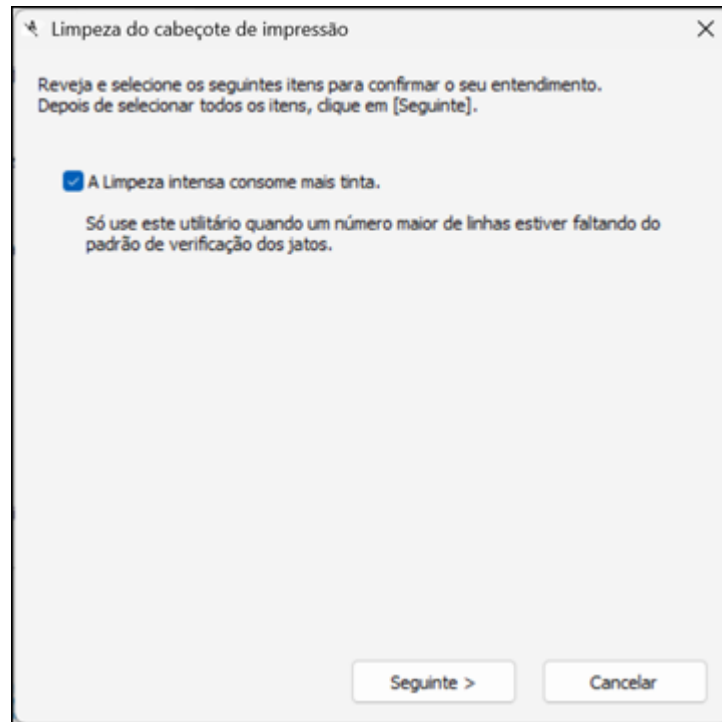 Limpeza do cabeçote de impressão
Reveja e selecione os seguintes itens para confirmar o seu entendimento.
Depois de selecionar todos os itens, clique em [Seguinte].
A Limpeza intensa consome mais tinta.
Só use este utilitário quando um número maior de linhas estiver faltando do
padrão de verificação dos jatos.
Seguinte >
Cancelar